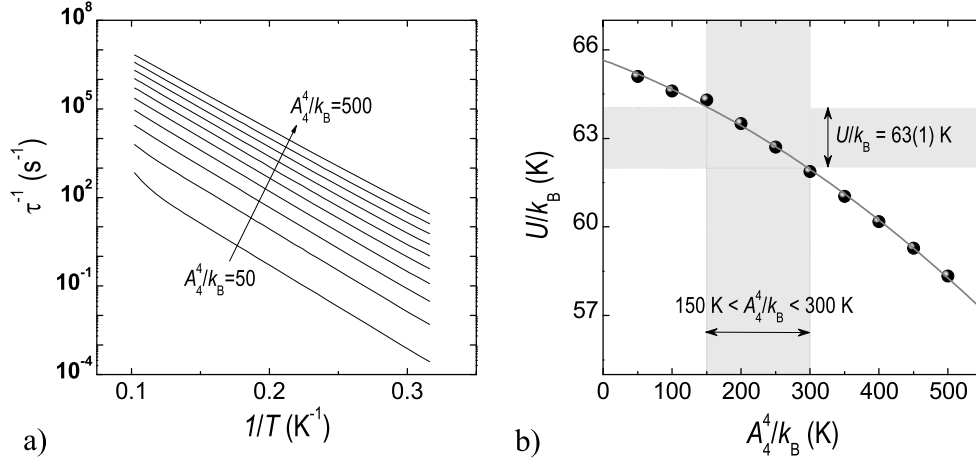 10^8
10^5
10^2
10^-1
10^-4
τ^-1 (s^-1)
A_4^4/k_B=500
A_4^4/k_B=50
0.1 0.2 0.3
1/T (K^-1)
a)
66
63
60
57
U/k_B (K)
U/k_B = 63(1) K
150 K < A_4^4/k_B < 300 K
0 100 200 300 400 500
A_4^4/k_B (K)
b)